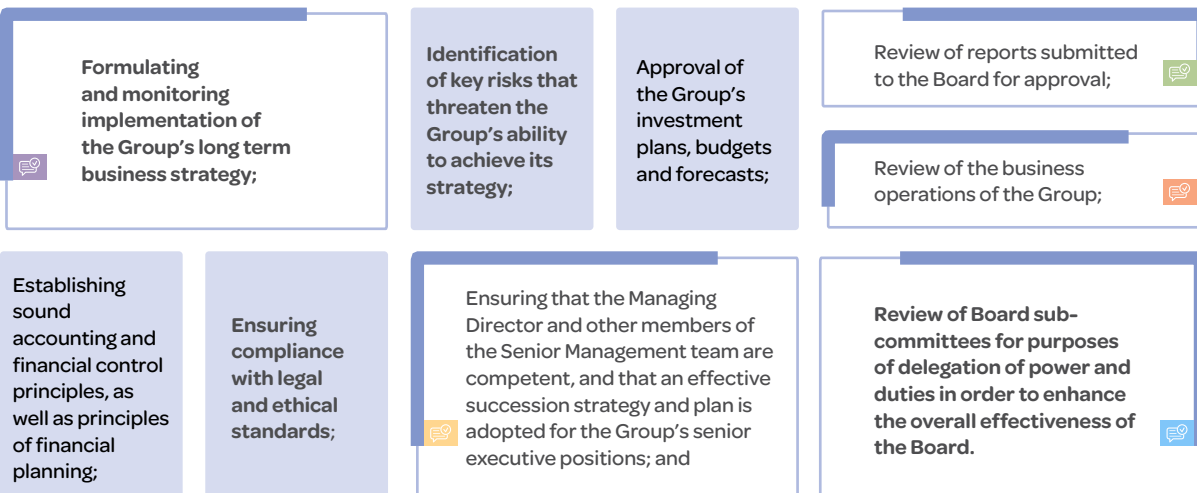 Formulating
and monitoring
implementation of
the Group's long term
business strategy;
Identification
of key risks that
threaten the
Group's ability
to achieve its
strategy;
Approval of
the Group's
investment
plans, budgets
and forecasts;
Review of reports submitted
to the Board for approval;
Review of the business
operations of the Group;
Establishing
sound
accounting and
financial control
principles, as
well as principles
of financial
planning;
Ensuring
compliance
with legal
and ethical
standards;
Ensuring that the Managing
Director and other members of
the Senior Management team are
competent, and that an effective
succession strategy and plan is
adopted for the Group's senior
executive positions; and
Review of Board sub-
committees for purposes
of delegation of power and
duties in order to enhance
the overall effectiveness of
the Board.